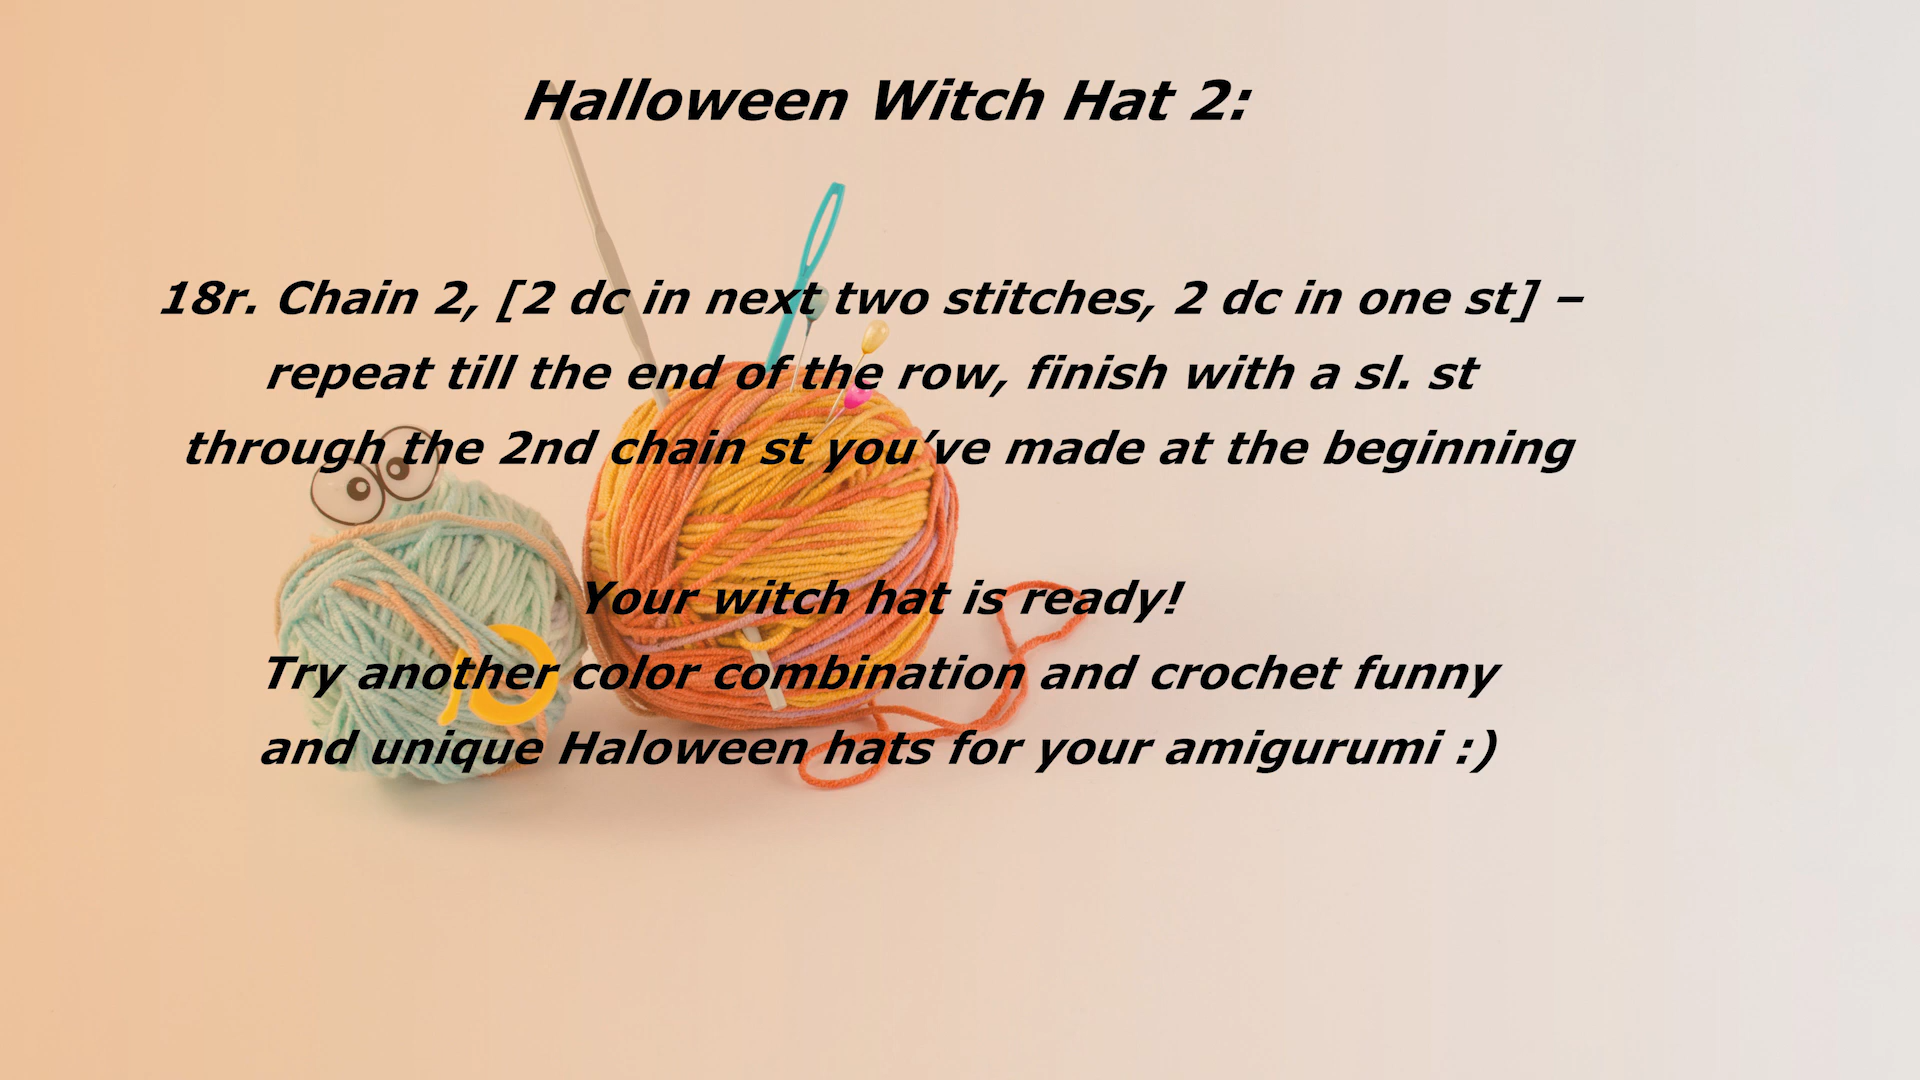 Halloween Witch Hat 2:
18r. Chain 2, [2 dc in next two stitches, 2 dc in one st] –
repeat till the end of the row, finish with a sl. st
through the 2nd chain st you’ve made at the beginning
Your witch hat is ready!
Try another color combination and crochet funny
and unique Haloween hats for your amigurumi :)